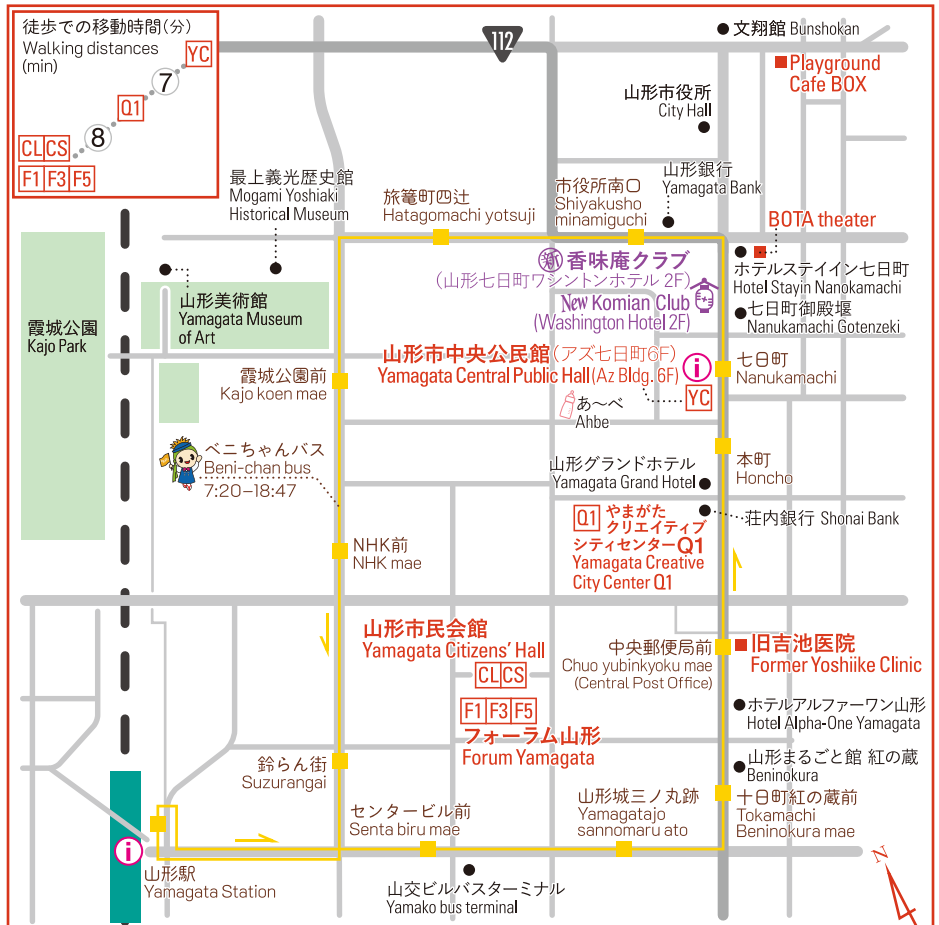 徒歩での移動時間(分)
Walking distances
(min)
YC
7
Q1
8
CL CS
F1 F3 F5
112
文翔館 Bunshokan
Playground
Cafe BOX
山形市役所
City Hall
最上義光歴史館
Mogami Yoshiaki
Historical Museum
旅篭町四辻
Hatagomachi yotsuji
市役所南口
Shiyakusho
minamiguchi
山形銀行
Yamagata Bank
BOTA theater
新 香味庵クラブ
(山形七日町ワシントンホテル 2F)
New Komian Club
(Washington Hotel 2F)
ホテルステイイン七日町
Hotel Stayin Nanokamachi
七日町御殿堰
Nanukamachi Gotenzeki
霞城公園
Kajo Park
山形美術館
Yamagata Museum
of Art
山形市中央公民館(アズ七日町6F)
Yamagata Central Public Hall(Az Bldg. 6F)
i
YC
七日町
Nanukamachi
霞城公園前
Kajo koen mae
あ〜べ
Ahbe
ベニちゃんバス
Beni-chan bus
7:20–18:47
本町
Honcho
山形グランドホテル
Yamagata Grand Hotel
荘内銀行 Shonai Bank
Q1 やまがた
クリエイティブ
シティセンターQ1
Yamagata Creative
City Center Q1
NHK前
NHK mae
山形市民会館
Yamagata Citizens' Hall
CL CS
F1 F3 F5
フォーラム山形
Forum Yamagata
中央郵便局前
Chuo yubinkyoku mae
(Central Post Office)
旧吉池医院
Former Yoshiike Clinic
ホテルアルファーワン山形
Hotel Alpha-One Yamagata
山形まるごと館 紅の蔵
Beninokura
鈴らん街
Suzurangai
センタービル前
Senta biru mae
山形城三ノ丸跡
Yamagatajo
sannomaru ato
十日町紅の蔵前
Tokamachi
Beninokura mae
i
山形駅
Yamagata Station
山交ビルバスターミナル
Yamako bus terminal
N